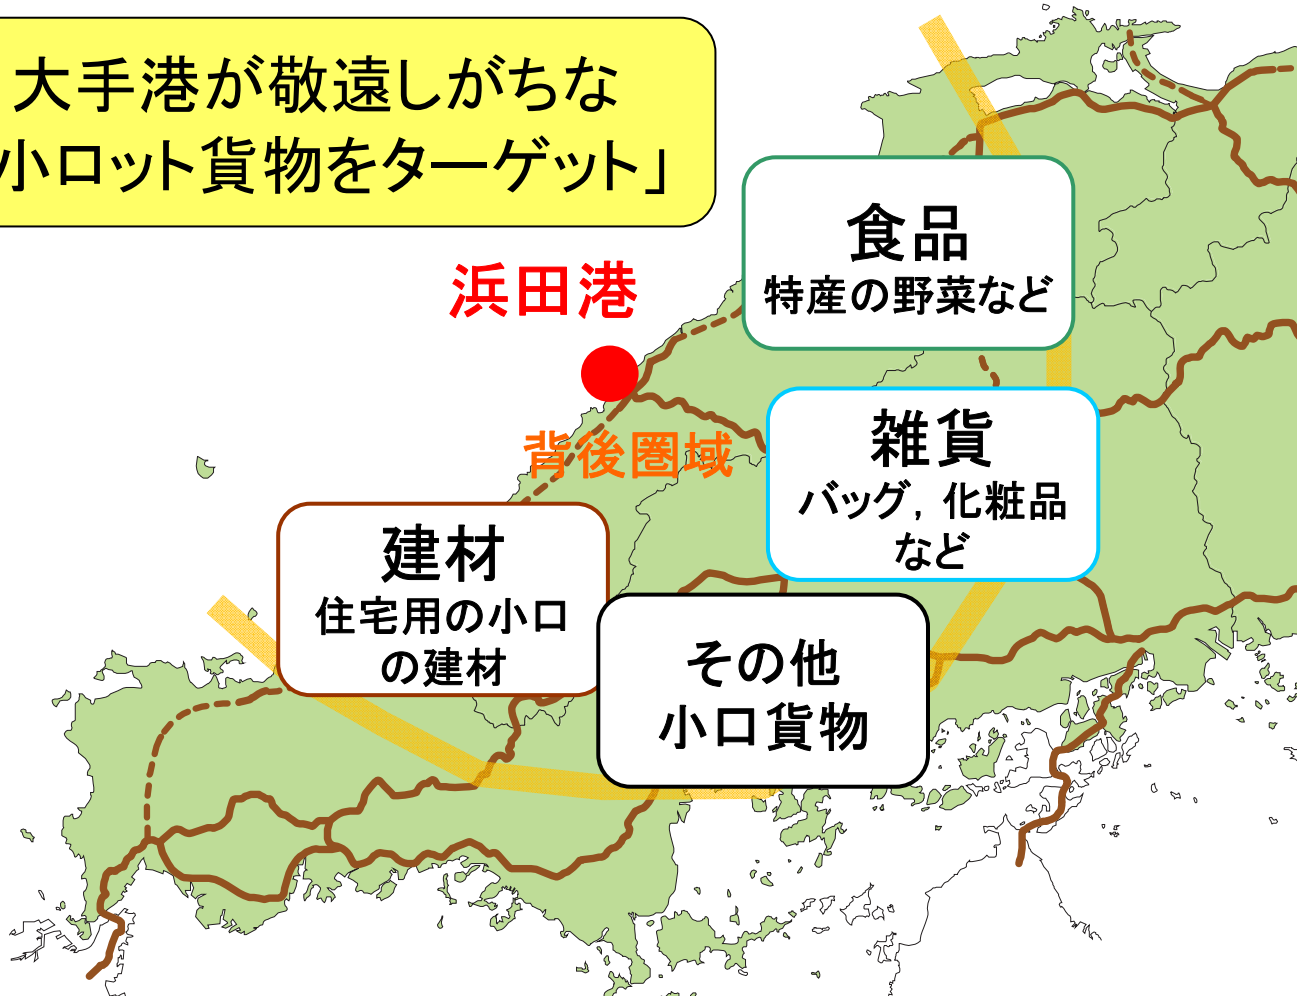 大手港が敬遠しがちな
小ロット貨物をターゲット」
浜田港
背後圏域
食品
特産の野菜など
雑貨
バッグ，化粧品
など
建材
住宅用の小口
の建材
その他
小口貨物